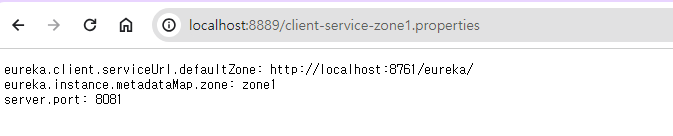 localhost:8889/client-service-zone1.properties
eureka.client.serviceUrl.defaultZone: http://localhost:8761/eureka/
eureka.instance.metadataMap.zone: zone1
server.port: 8081